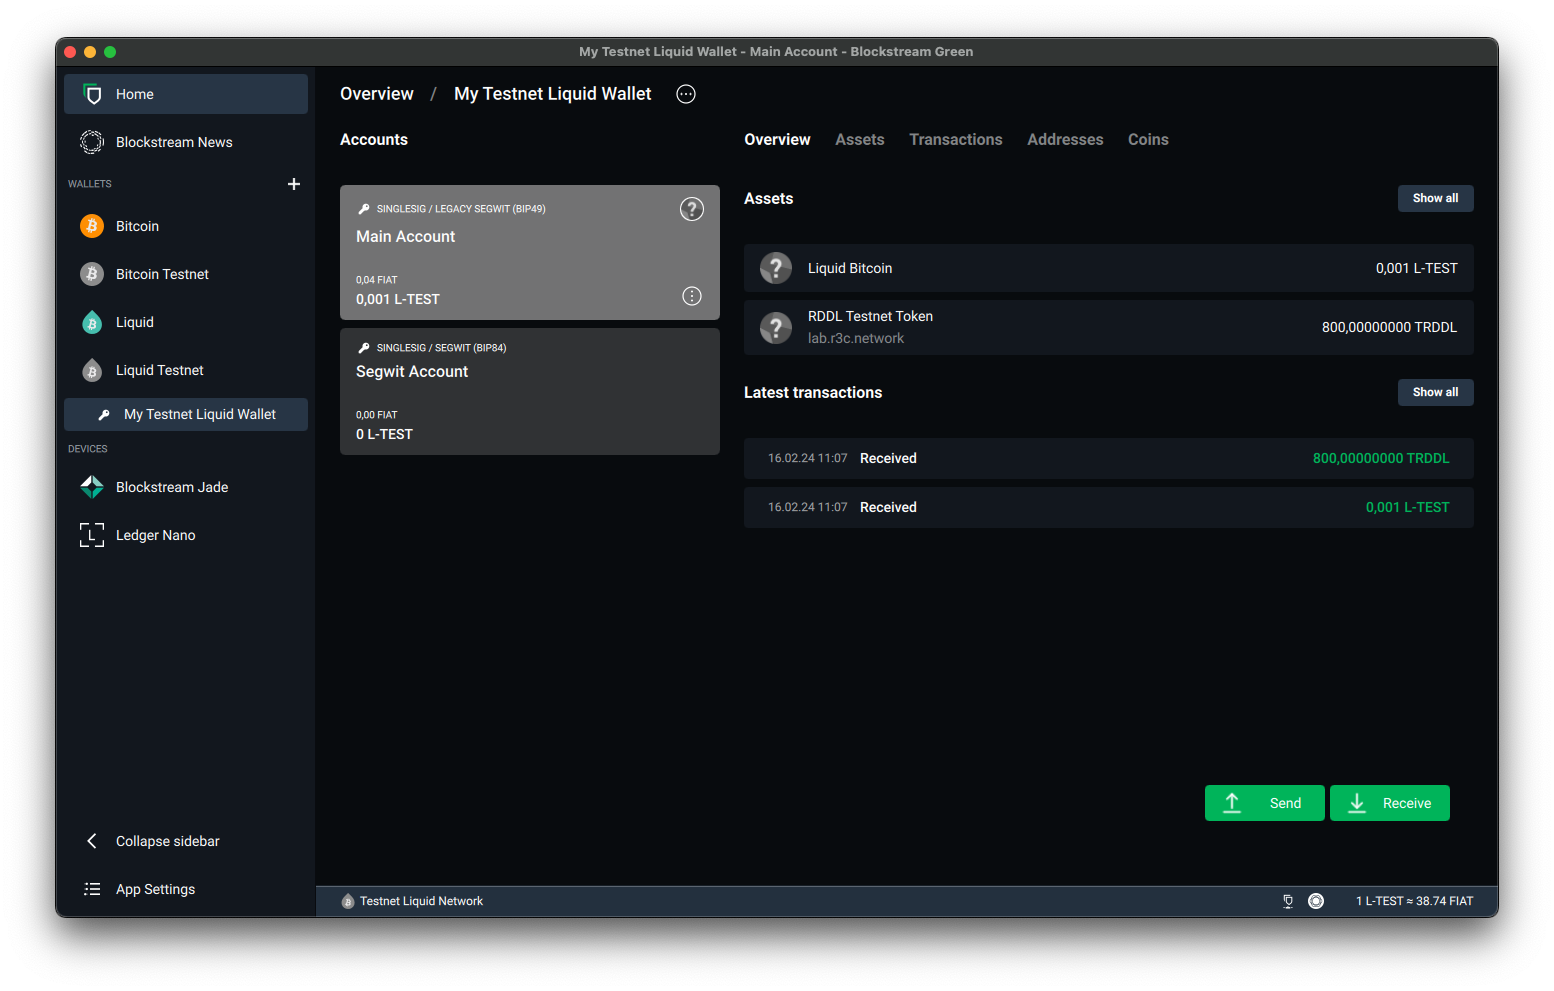 My Testnet Liquid Wallet - Main Account - Blockstream Green
Home
Blockstream News
WALLETS
Bitcoin
Bitcoin Testnet
Liquid
Liquid Testnet
My Testnet Liquid Wallet
DEVICES
Blockstream Jade
L
Ledger Nano
Collapse sidebar
App Settings
Overview / My Testnet Liquid Wallet
Accounts
SINGLESIG / LEGACY SEGWIT (BIP49)
?
Main Account
0,04 FIAT
0,001 L-TEST
SINGLESIG / SEGWIT (BIP84)
Segwit Account
0,00 FIAT
0 L-TEST
Overview Assets Transactions Addresses Coins
Assets Show all
? Liquid Bitcoin 0,001 L-TEST
? RDDL Testnet Token 800,00000000 TRDDL
lab.r3c.network
Latest transactions Show all
16.02.24 11:07 Received 800,00000000 TRDDL
16.02.24 11:07 Received 0,001 L-TEST
Send Receive
Testnet Liquid Network 1 L-TEST ≈ 38.74 FIAT